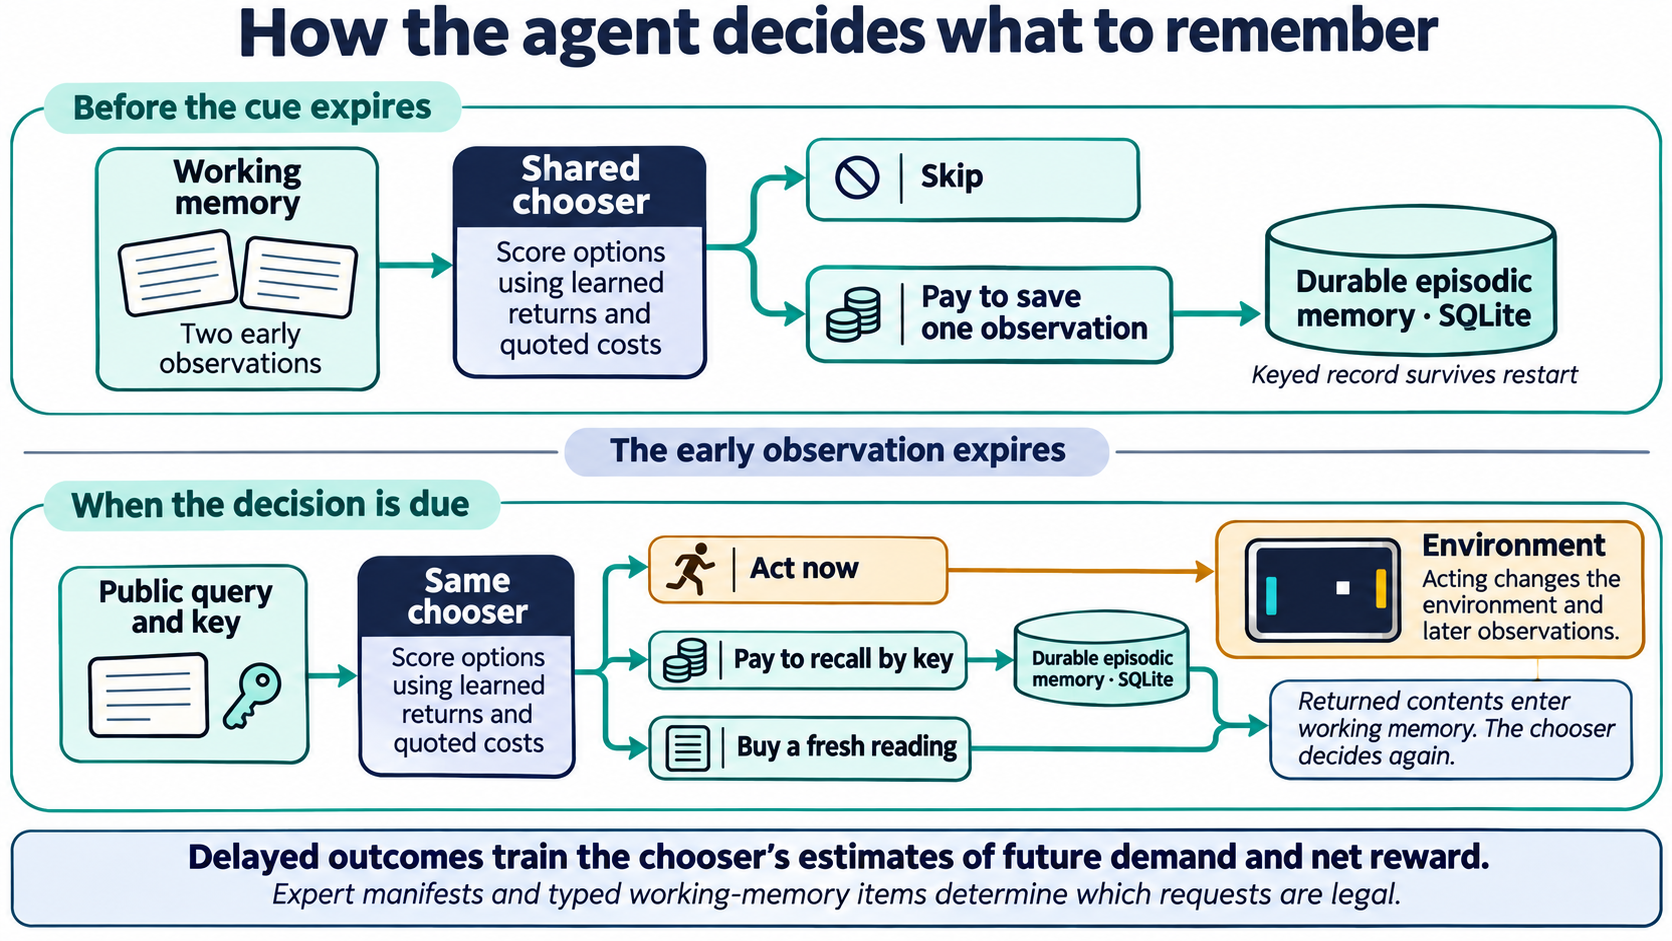 How the agent decides what to remember
Before the cue expires
Working
memory
Two early
observations
Shared
chooser
Score options
using learned
returns and
quoted costs
Skip
Pay to save
one observation
Durable episodic
memory · SQLite
Keyed record survives restart
The early observation expires
When the decision is due
Public query
and key
Same
chooser
Score options
using learned
returns and
quoted costs
Act now
Pay to recall by key
Buy a fresh reading
Durable episodic
memory · SQLite
Environment
Acting changes the
environment and
later observations.
Returned contents enter
working memory. The chooser
decides again.
Delayed outcomes train the chooser’s estimates of future demand and net reward.
Expert manifests and typed working-memory items determine which requests are legal.